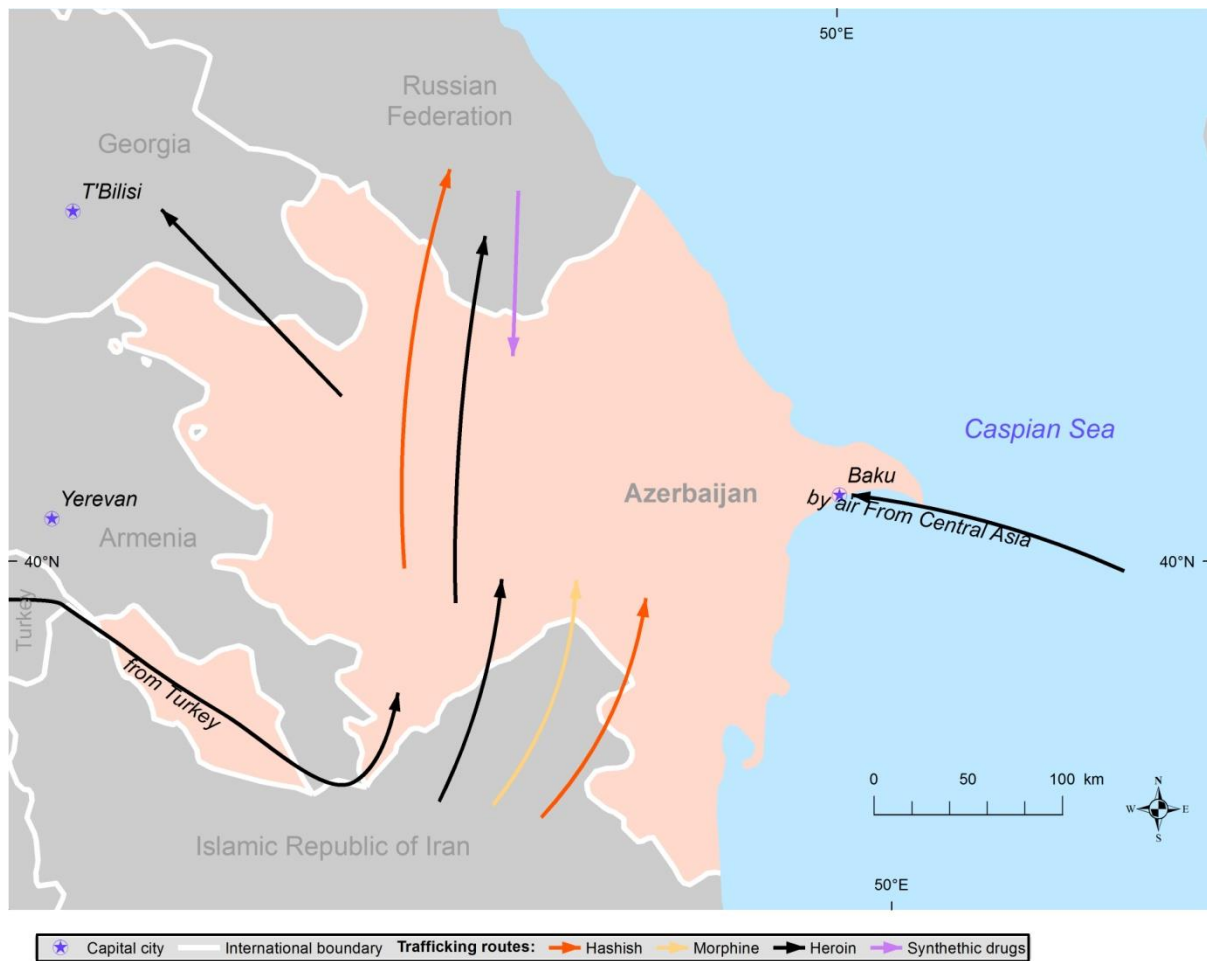 50°E
Russian
Federation
Georgia
T'Bilisi
Caspian Sea
Baku
Azerbaijan
by air From Central Asia
Yerevan
Armenia
40°N
40°N
Turkey
from Turkey
0 50 100 km
N
W E
S
Islamic Republic of Iran
50°E
Capital city International boundary Trafficking routes: Hashish Morphine Heroin Synthethic drugs